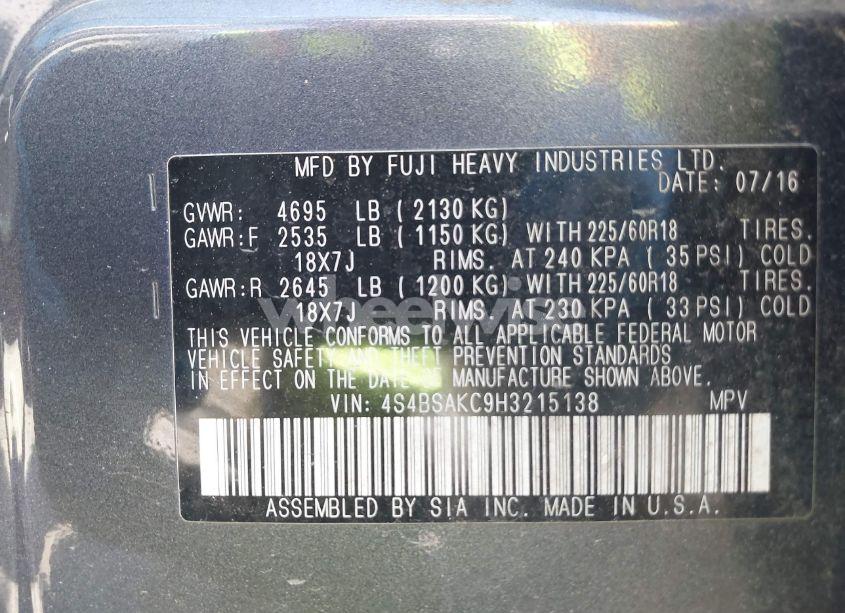 MFD BY FUJI HEAVY INDUSTRIES LTD.
DATE: 07/16
GVWR: 4695 LB ( 2130 KG)
GAWR:F 2535 LB ( 1150 KG) WITH 225/60R18 TIRES.
18X7J RIMS. AT 240 KPA ( 35 PSI) COLD
GAWR:R 2645 LB ( 1200 KG) WITH 225/60R18 TIRES.
18X7J RIMS. AT 230 KPA ( 33 PSI) COLD
wheelwise
THIS VEHICLE CONFORMS TO ALL APPLICABLE FEDERAL MOTOR
VEHICLE SAFETY AND THEFT PREVENTION STANDARDS
IN EFFECT ON THE DATE OF MANUFACTURE SHOWN ABOVE.
VIN: 4S4BSAKC9H3215138 MPV
ASSEMBLED BY SIA INC. MADE IN U.S.A.